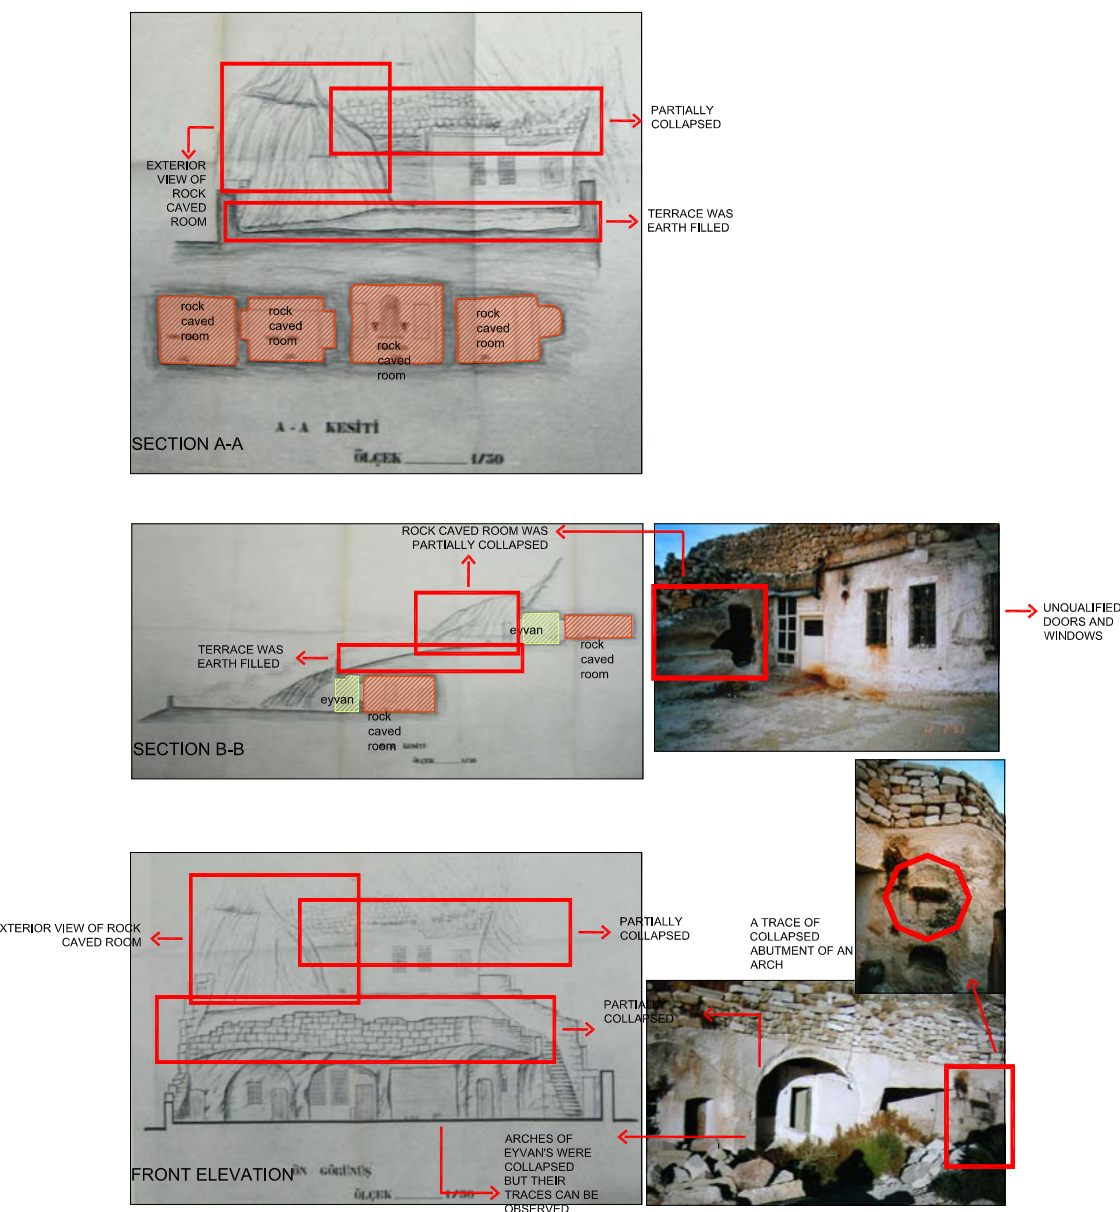 PARTIALLY
COLLAPSED
EXTERIOR
VIEW OF
ROCK
CAVED
ROOM
TERRACE WAS
EARTH FILLED
rock
caved
room
rock
caved
room
rock
caved
room
rock
caved
room
A - A KESİTİ
SECTION A-A
ÖLÇEK 1/50
ROCK CAVED ROOM WAS
PARTIALLY COLLAPSED
UNQUALIFIED
DOORS AND
WINDOWS
eyvan
rock
caved
room
TERRACE WAS
EARTH FILLED
eyvan
rock
caved
room
SECTION B-B
EXTERIOR VIEW OF ROCK
CAVED ROOM
PARTIALLY
COLLAPSED
A TRACE OF
COLLAPSED
ABUTMENT OF AN
ARCH
PARTIALLY
COLLAPSED
ARCHES OF
EYVAN'S WERE
COLLAPSED
BUT THEIR
TRACES CAN BE
OBSERVED
FRONT ELEVATION
ÖN GÖRÜNÜŞ
ÖLÇEK 1/50